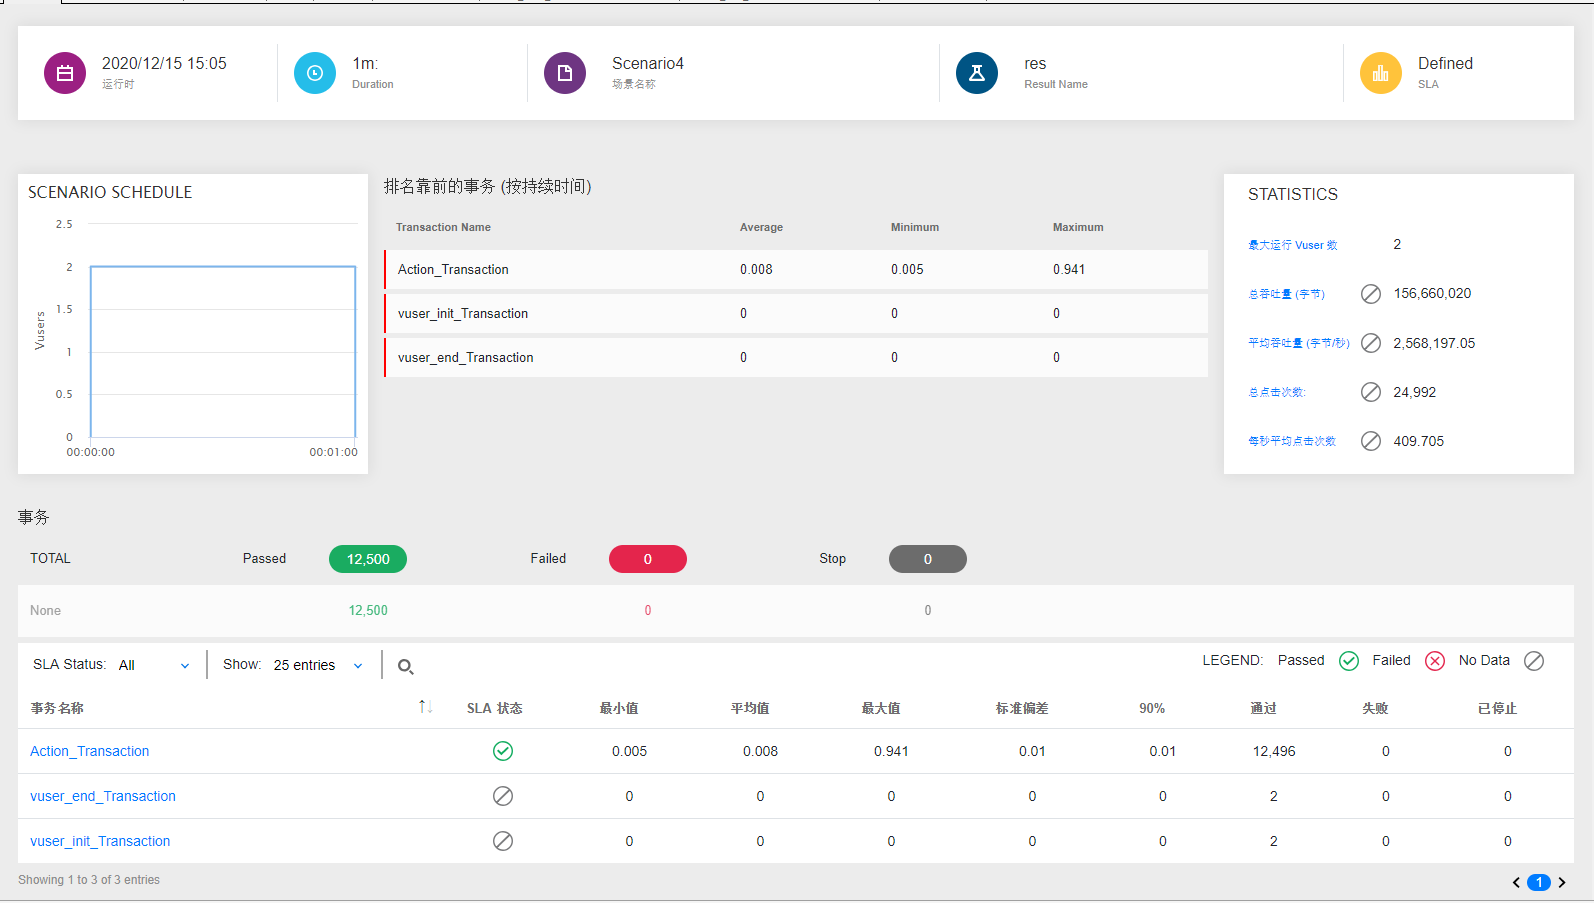 2020/12/15 15:05
运行时
1m:
Duration
Scenario4
场景名称
res
Result Name
Defined
SLA
SCENARIO SCHEDULE
2.5
2
1.5
1
0.5
0
Vusers
00:00:00
00:01:00
排名靠前的事务 (按持续时间)
Transaction Name Average Minimum Maximum
Action_Transaction 0.008 0.005 0.941
vuser_init_Transaction 0 0 0
vuser_end_Transaction 0 0 0
STATISTICS
最大运行 Vuser 数 2
总吞吐量 (字节) 156,660,020
平均吞吐量 (字节/秒) 2,568,197.05
总点击次数: 24,992
每秒平均点击次数 409.705
事务
TOTAL Passed 12,500 Failed 0 Stop 0
None 12,500 0 0
SLA Status: All Show: 25 entries LEGEND: Passed Failed No Data
事务名称 SLA 状态 最小值 平均值 最大值 标准偏差 90% 通过 失败 已停止
Action_Transaction 0.005 0.008 0.941 0.01 0.01 12,496 0 0
vuser_end_Transaction 0 0 0 0 0 2 0 0
vuser_init_Transaction 0 0 0 0 0 2 0 0
Showing 1 to 3 of 3 entries
1